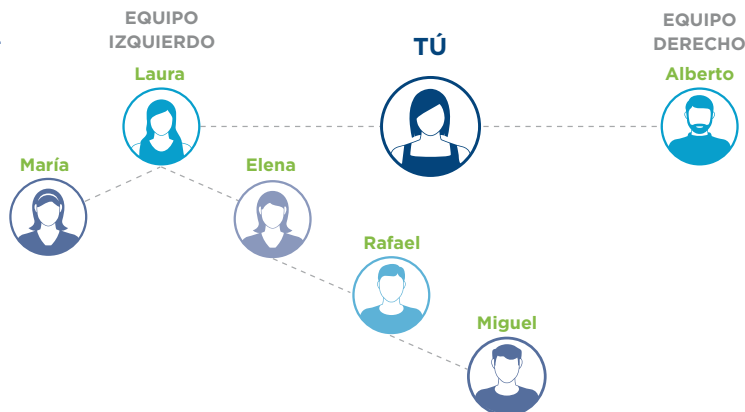 EQUIPO
IZQUIERDO
TÚ
EQUIPO
DERECHO
Laura
Alberto
María
Elena
Rafael
Miguel